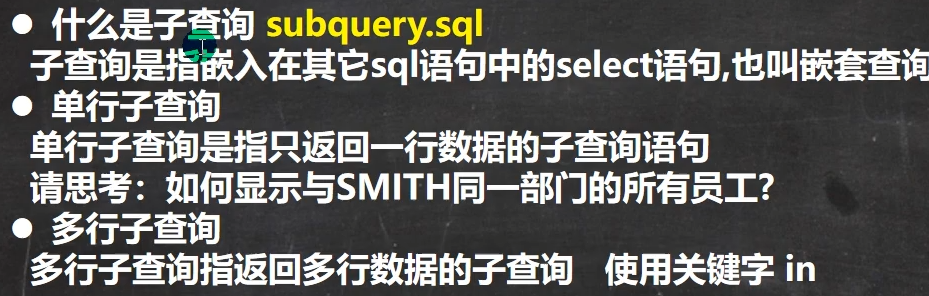 ● 什么是子查询 subquery.sql
子查询是指嵌入在其它sql语句中的select语句,也叫嵌套查询
● 单行子查询
单行子查询是指只返回一行数据的子查询语句
请思考：如何显示与SMITH同一部门的所有员工?
● 多行子查询
多行子查询指返回多行数据的子查询 使用关键字 in